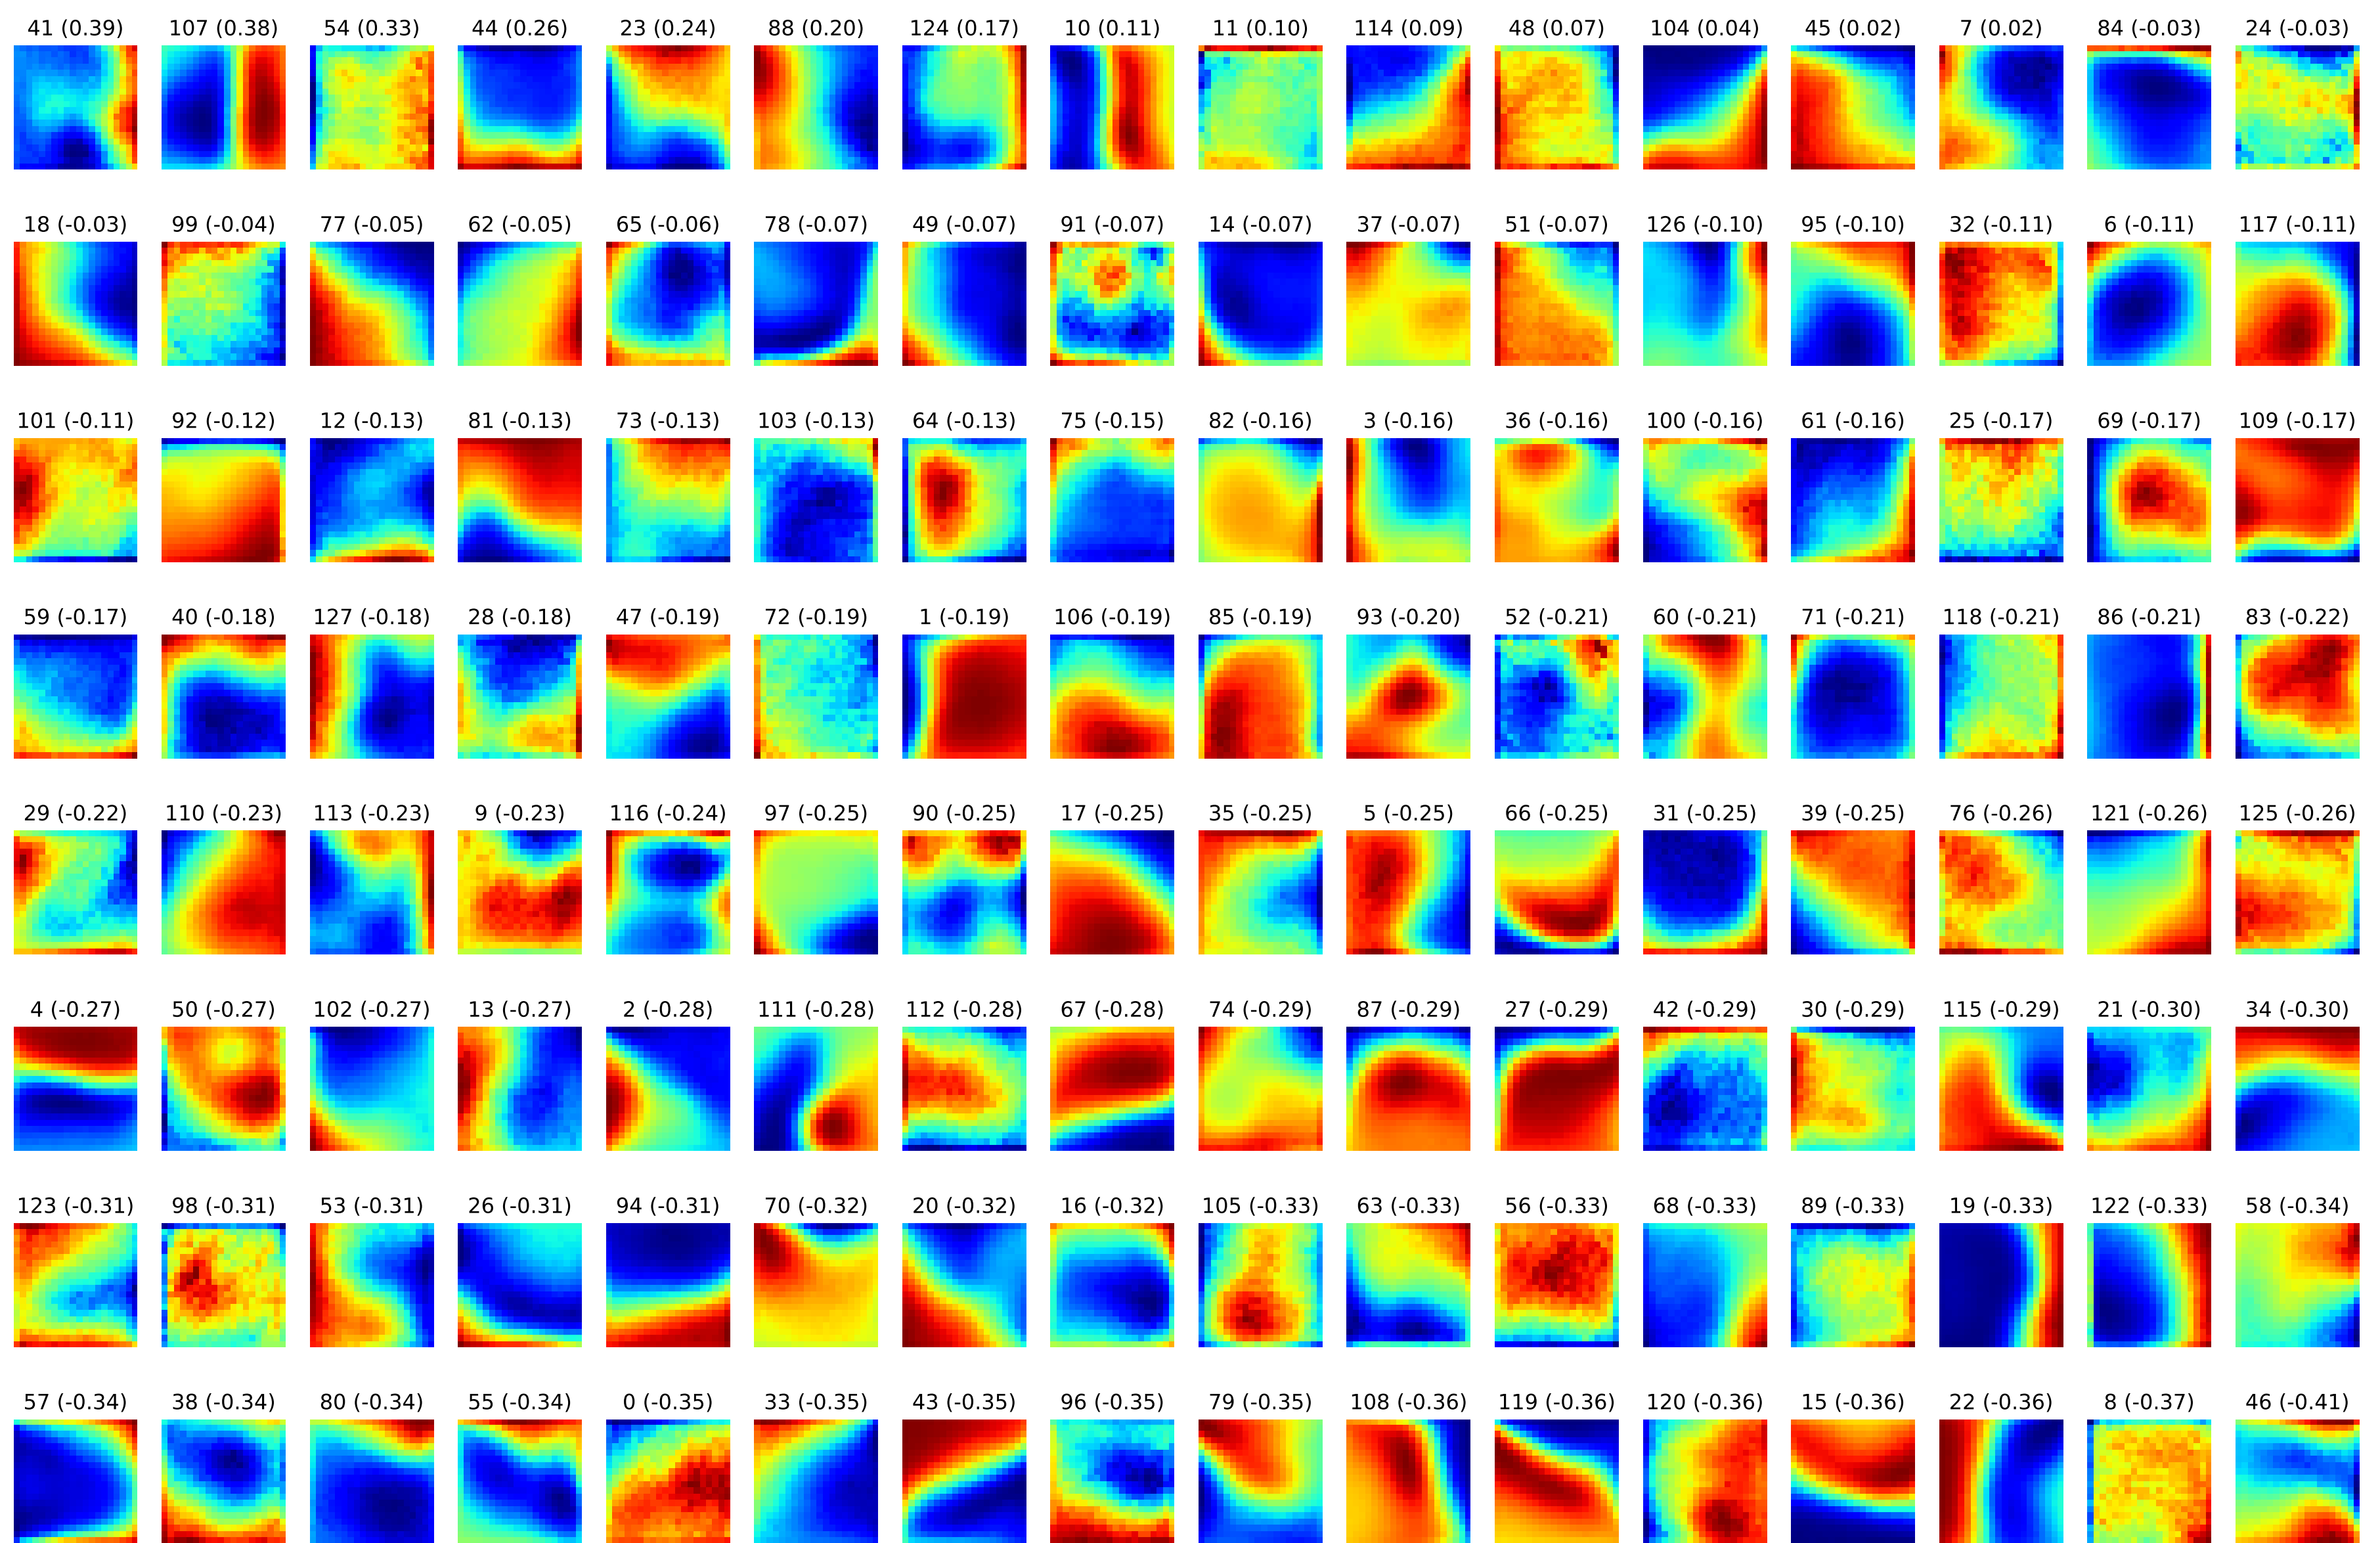 41 (0.39) 107 (0.38) 54 (0.33) 44 (0.26) 23 (0.24) 88 (0.20) 124 (0.17) 10 (0.11) 11 (0.10) 114 (0.09) 48 (0.07) 104 (0.04) 45 (0.02) 7 (0.02) 84 (-0.03) 24 (-0.03)
18 (-0.03) 99 (-0.04) 77 (-0.05) 62 (-0.05) 65 (-0.06) 78 (-0.07) 49 (-0.07) 91 (-0.07) 14 (-0.07) 37 (-0.07) 51 (-0.07) 126 (-0.10) 95 (-0.10) 32 (-0.11) 6 (-0.11) 117 (-0.11)
101 (-0.11) 92 (-0.12) 12 (-0.13) 81 (-0.13) 73 (-0.13) 103 (-0.13) 64 (-0.13) 75 (-0.15) 82 (-0.16) 3 (-0.16) 36 (-0.16) 100 (-0.16) 61 (-0.16) 25 (-0.17) 69 (-0.17) 109 (-0.17)
59 (-0.17) 40 (-0.18) 127 (-0.18) 28 (-0.18) 47 (-0.19) 72 (-0.19) 1 (-0.19) 106 (-0.19) 85 (-0.19) 93 (-0.20) 52 (-0.21) 60 (-0.21) 71 (-0.21) 118 (-0.21) 86 (-0.21) 83 (-0.22)
29 (-0.22) 110 (-0.23) 113 (-0.23) 9 (-0.23) 116 (-0.24) 97 (-0.25) 90 (-0.25) 17 (-0.25) 35 (-0.25) 5 (-0.25) 66 (-0.25) 31 (-0.25) 39 (-0.25) 76 (-0.26) 121 (-0.26) 125 (-0.26)
4 (-0.27) 50 (-0.27) 102 (-0.27) 13 (-0.27) 2 (-0.28) 111 (-0.28) 112 (-0.28) 67 (-0.28) 74 (-0.29) 87 (-0.29) 27 (-0.29) 42 (-0.29) 30 (-0.29) 115 (-0.29) 21 (-0.30) 34 (-0.30)
123 (-0.31) 98 (-0.31) 53 (-0.31) 26 (-0.31) 94 (-0.31) 70 (-0.32) 20 (-0.32) 16 (-0.32) 105 (-0.33) 63 (-0.33) 56 (-0.33) 68 (-0.33) 89 (-0.33) 19 (-0.33) 122 (-0.33) 58 (-0.34)
57 (-0.34) 38 (-0.34) 80 (-0.34) 55 (-0.34) 0 (-0.35) 33 (-0.35) 43 (-0.35) 96 (-0.35) 79 (-0.35) 108 (-0.36) 119 (-0.36) 120 (-0.36) 15 (-0.36) 22 (-0.36) 8 (-0.37) 46 (-0.41)